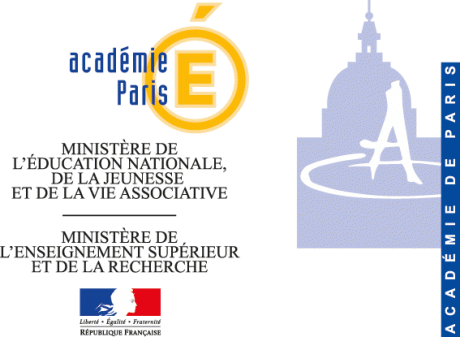 académie
Paris
É
MINISTÈRE DE
L'ÉDUCATION NATIONALE,
DE LA JEUNESSE
ET DE LA VIE ASSOCIATIVE
MINISTÈRE DE
L'ENSEIGNEMENT SUPÉRIEUR
ET DE LA RECHERCHE
Liberté • Égalité • Fraternité
RÉPUBLIQUE FRANÇAISE
A
ACADÉMIE DE PARIS